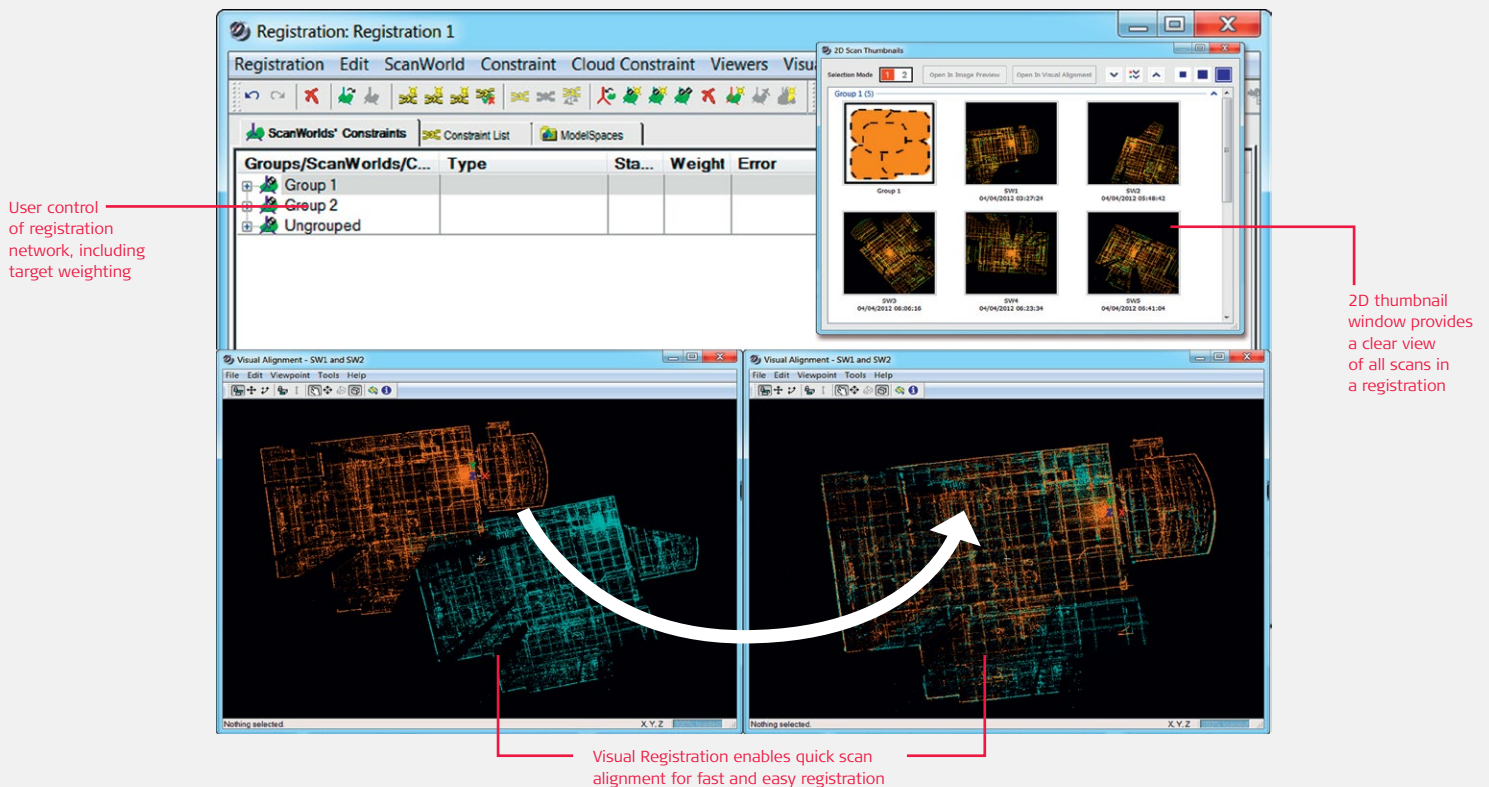 Registration: Registration 1
Registration Edit ScanWorld Constraint Cloud Constraint Viewers Visu
ScanWorlds' Constraints Constraint List ModelSpaces
Groups/ScanWorlds/C... Type Sta... Weight Error
Group 1
Group 2
Ungrouped
2D Scan Thumbnails
Selection Mode 1 2 Open In Image Preview Open In Visual Alignment
Group 1 (5)
Group 1
SW1
04/04/2012 03:27:24
SW2
04/04/2012 05:48:42
SW3
04/04/2012 06:06:16
SW4
04/04/2012 06:23:34
SW5
04/04/2012 06:41:04
User control
of registration
network, including
target weighting
2D thumbnail
window provides
a clear view
of all scans in
a registration
Visual Alignment - SW1 and SW2
File Edit Viewpoint Tools Help
Nothing selected.
X, Y, Z
Visual Alignment - SW1 and SW2
File Edit Viewpoint Tools Help
Nothing selected.
X, Y, Z
Visual Registration enables quick scan
alignment for fast and easy registration